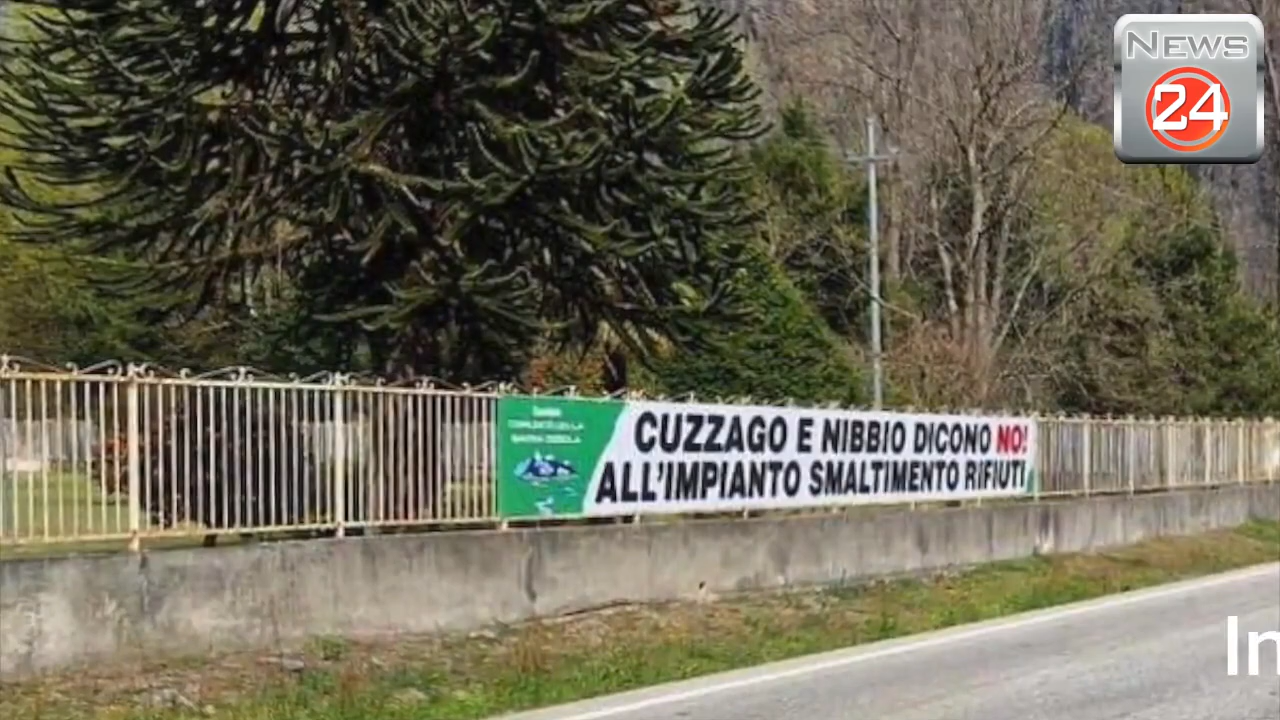 NEWS
24
CUZZAGO E NIBBIO DICONO NO!
ALL'IMPIANTO SMALTIMENTO RIFIUTI
In